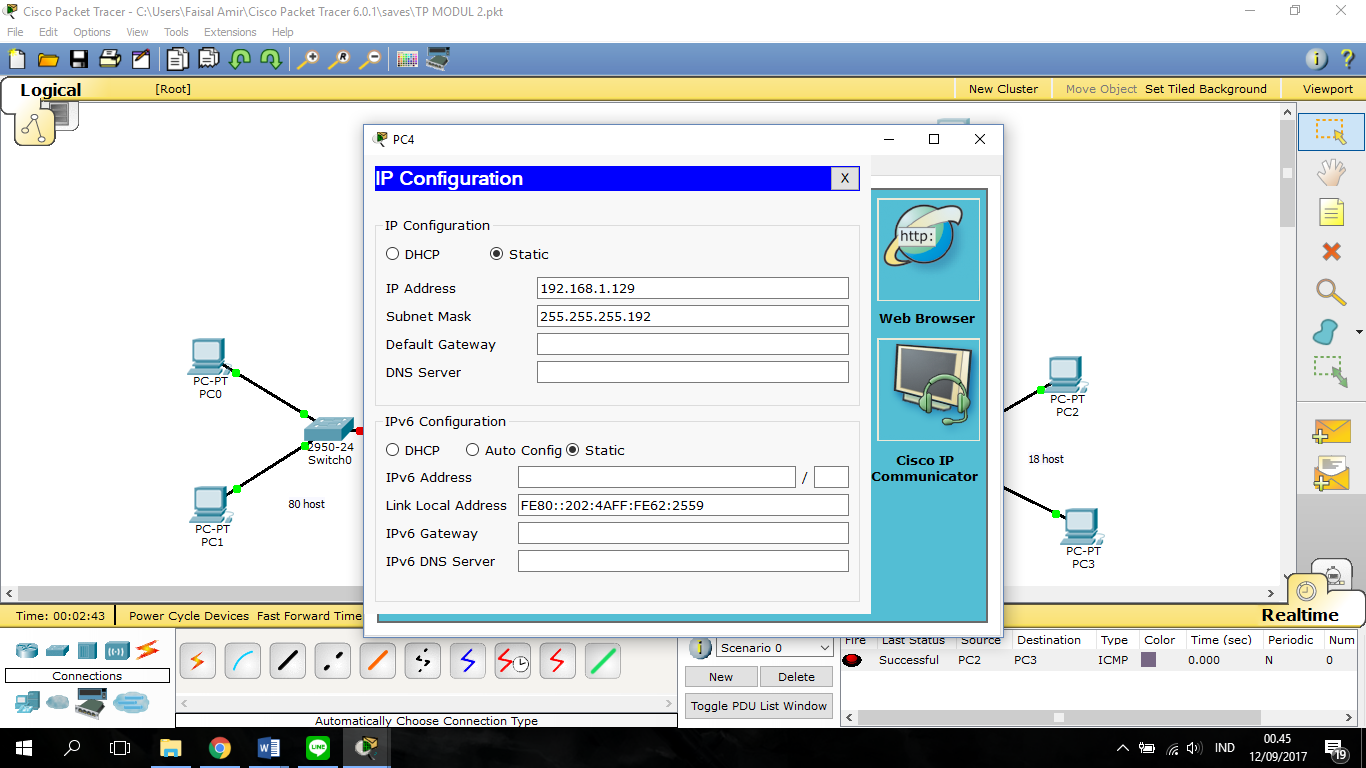 Cisco Packet Tracer - C:\Users\Faisal Amir\Cisco Packet Tracer 6.0.1\saves\TP MODUL 2.pkt
File Edit Options View Tools Extensions Help
Logical [Root] New Cluster Move Object Set Tiled Background Viewport
PC4
IP Configuration X
IP Configuration
DHCP Static
IP Address 192.168.1.129
Subnet Mask 255.255.255.192
Default Gateway
DNS Server
IPv6 Configuration
DHCP Auto Config Static
IPv6 Address /
Link Local Address FE80::202:4AFF:FE62:2559
IPv6 Gateway
IPv6 DNS Server
http:
Web Browser
Cisco IP
Communicator
PC-PT
PC0
2950-24
Switch0
80 host
PC-PT
PC1
PC-PT
PC2
18 host
PC-PT
PC3
Time: 00:02:43 Power Cycle Devices Fast Forward Time
Realtime
Connections
Automatically Choose Connection Type
Scenario 0
New Delete
Toggle PDU List Window
Fire Last Status Source Destination Type Color Time (sec) Periodic Num
Successful PC2 PC3 ICMP 0.000 N 0
IND
00.45
12/09/2017
19